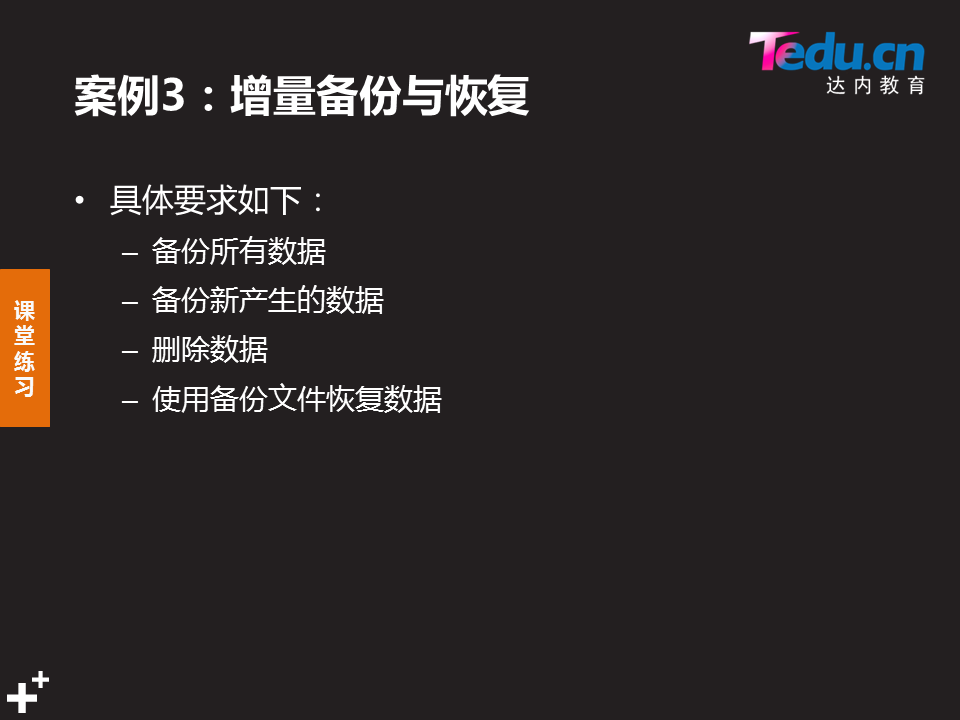 Tedu.cn
达内教育
案例3：增量备份与恢复
• 具体要求如下：
– 备份所有数据
– 备份新产生的数据
– 删除数据
– 使用备份文件恢复数据
课堂练习